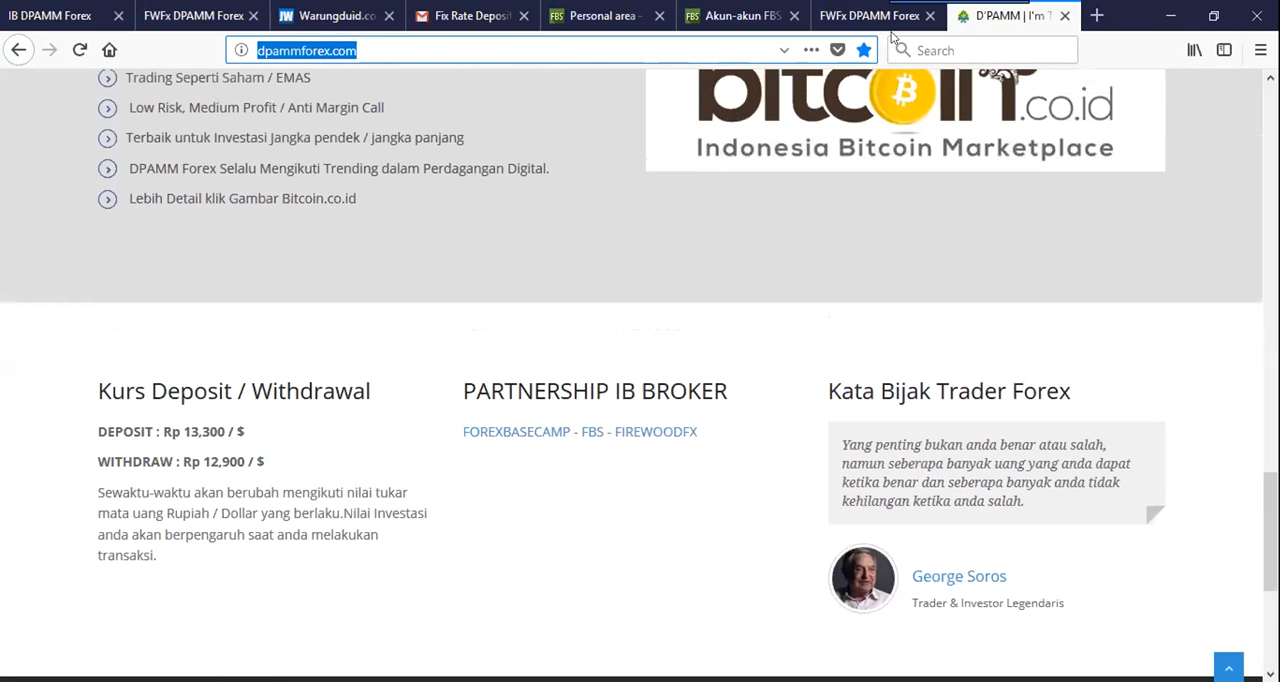 IB DPAMM Forex
FWFx DPAMM Forex
Warungduid.co
Fix Rate Deposi
FBS Personal area -
FBS Akun-akun FBS
FWFx DPAMM Forex
D'PAMM | I'm T
dpammforex.com
Search
Trading Seperti Saham / EMAS
Low Risk, Medium Profit / Anti Margin Call
Terbaik untuk Investasi Jangka pendek / jangka panjang
DPAMM Forex Selalu Mengikuti Trending dalam Perdagangan Digital.
Lebih Detail klik Gambar Bitcoin.co.id
bitcoin.co.id
Indonesia Bitcoin Marketplace
Kurs Deposit / Withdrawal
DEPOSIT : Rp 13,300 / $
WITHDRAW : Rp 12,900 / $
Sewaktu-waktu akan berubah mengikuti nilai tukar
mata uang Rupiah / Dollar yang berlaku.Nilai Investasi
anda akan berpengaruh saat anda melakukan
transaksi.
PARTNERSHIP IB BROKER
FOREXBASECAMP - FBS - FIREWOODFX
Kata Bijak Trader Forex
Yang penting bukan anda benar atau salah,
namun seberapa banyak uang yang anda dapat
ketika benar dan seberapa banyak anda tidak
kehilangan ketika anda salah.
George Soros
Trader & Investor Legendaris